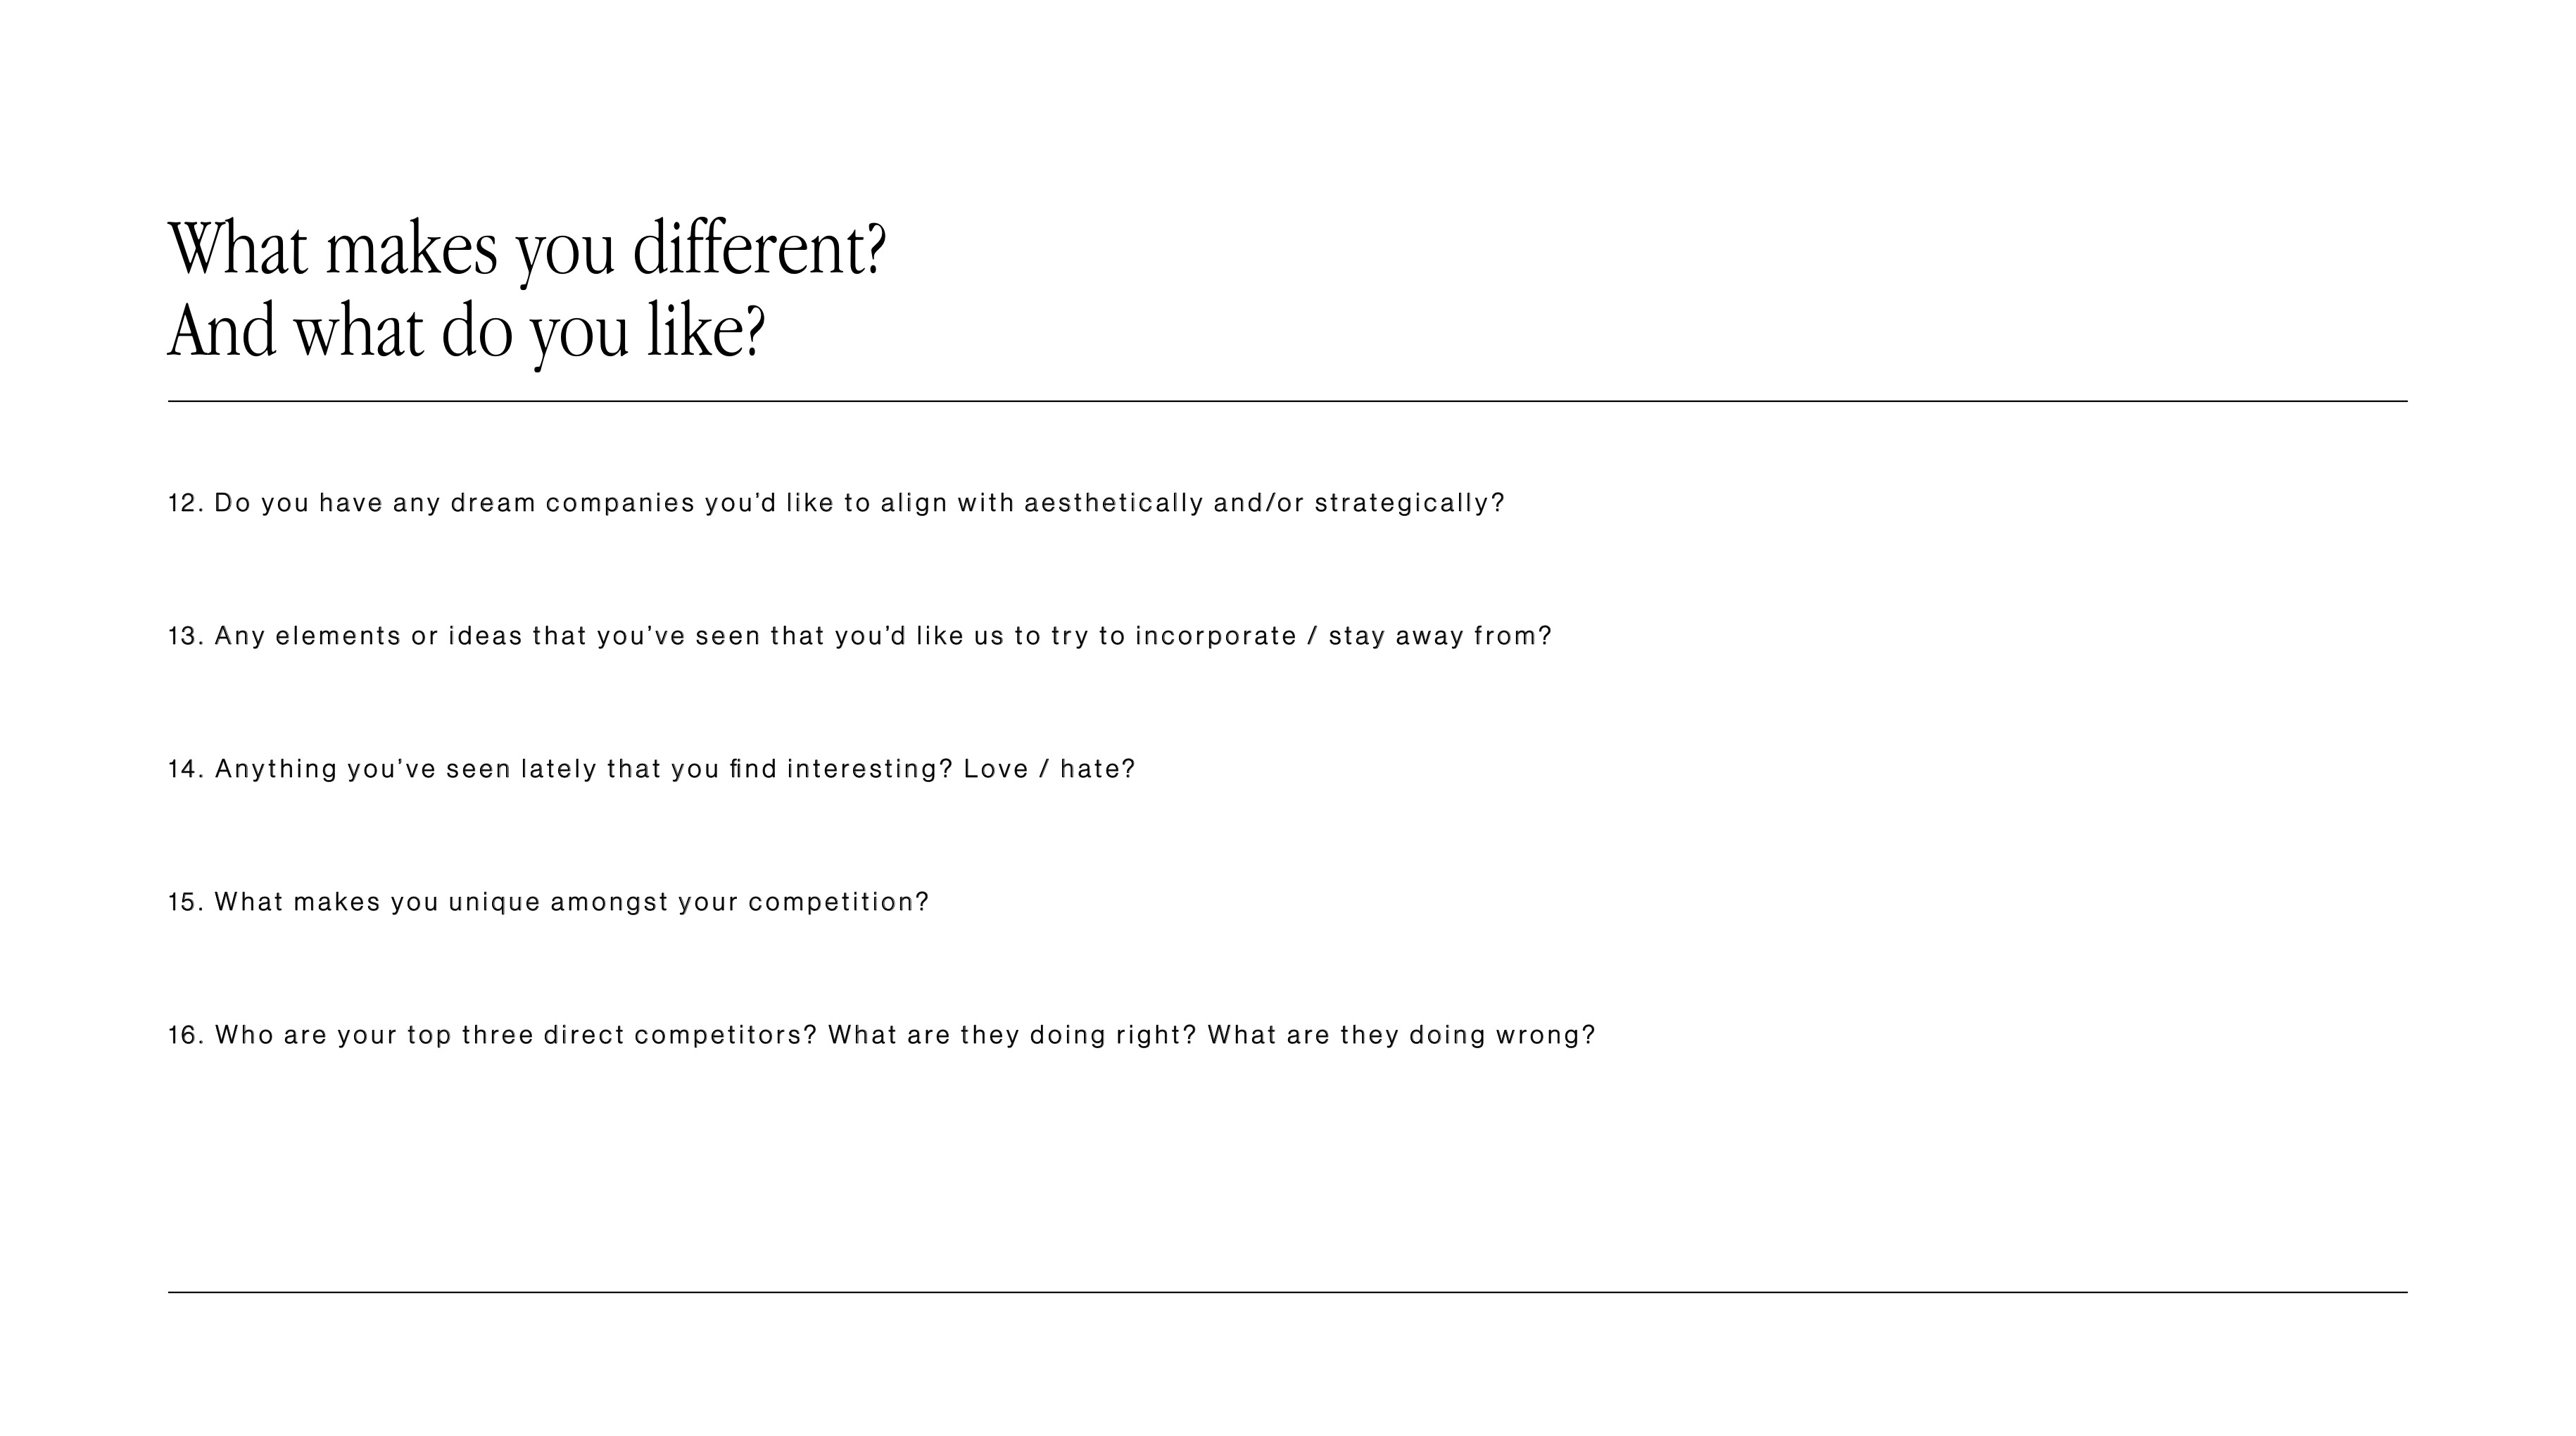 What makes you different?
And what do you like?
12. Do you have any dream companies you’d like to align with aesthetically and/or strategically?
13. Any elements or ideas that you’ve seen that you’d like us to try to incorporate / stay away from?
14. Anything you’ve seen lately that you find interesting? Love / hate?
15. What makes you unique amongst your competition?
16. Who are your top three direct competitors? What are they doing right? What are they doing wrong?